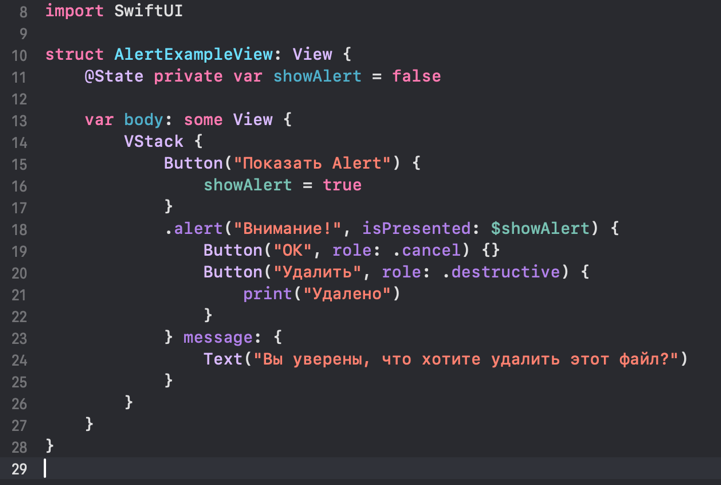 8 import SwiftUI
9
10 struct AlertExampleView: View {
11     @State private var showAlert = false
12
13     var body: some View {
14         VStack {
15             Button("Показать Alert") {
16                 showAlert = true
17             }
18             .alert("Внимание!", isPresented: $showAlert) {
19                 Button("ОК", role: .cancel) {}
20                 Button("Удалить", role: .destructive) {
21                     print("Удалено")
22                 }
23             } message: {
24                 Text("Вы уверены, что хотите удалить этот файл?")
25             }
26         }
27     }
28 }
29